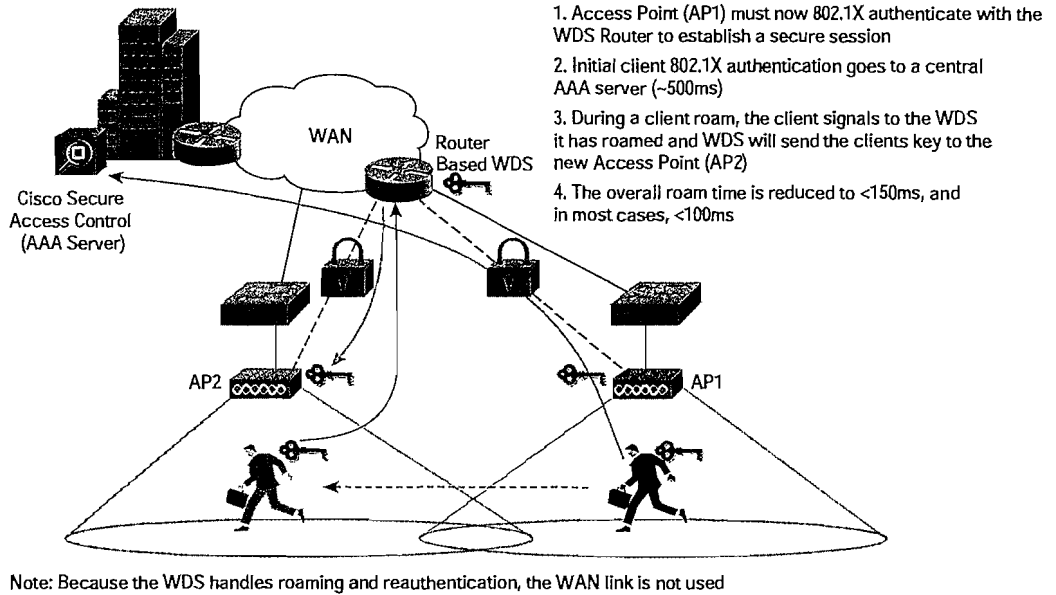 1. Access Point (AP1) must now 802.1X authenticate with the
WDS Router to establish a secure session
2. Initial client 802.1X authentication goes to a central
AAA server (~500ms)
3. During a client roam, the client signals to the WDS
it has roamed and WDS will send the clients key to the
new Access Point (AP2)
4. The overall roam time is reduced to <150ms, and
in most cases, <100ms
WAN
Router
Based WDS
Cisco Secure
Access Control
(AAA Server)
AP2
AP1
Note: Because the WDS handles roaming and reauthentication, the WAN link is not used